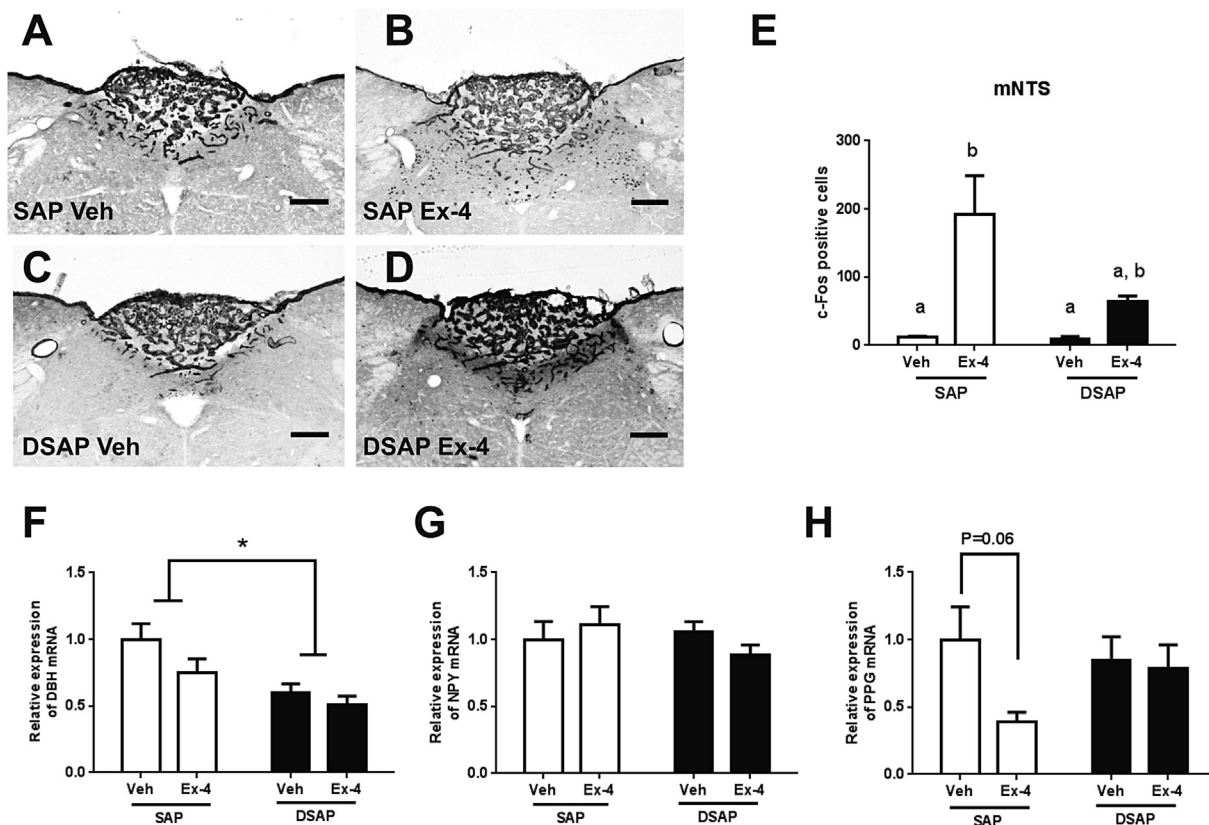 A
SAP Veh
B
SAP Ex-4
C
DSAP Veh
D
DSAP Ex-4
E
mNTS
c-Fos positive cells
300
200
100
0
a
b
a
a, b
Veh Ex-4 Veh Ex-4
SAP DSAP
F
Relative expression
of DBH mRNA
1.5
1.0
0.5
0.0
*
Veh Ex-4 Veh Ex-4
SAP DSAP
G
Relative expression
of NPY mRNA
1.5
1.0
0.5
0.0
Veh Ex-4 Veh Ex-4
SAP DSAP
H
Relative expression
of PPG mRNA
1.5
1.0
0.5
0.0
P=0.06
Veh Ex-4 Veh Ex-4
SAP DSAP